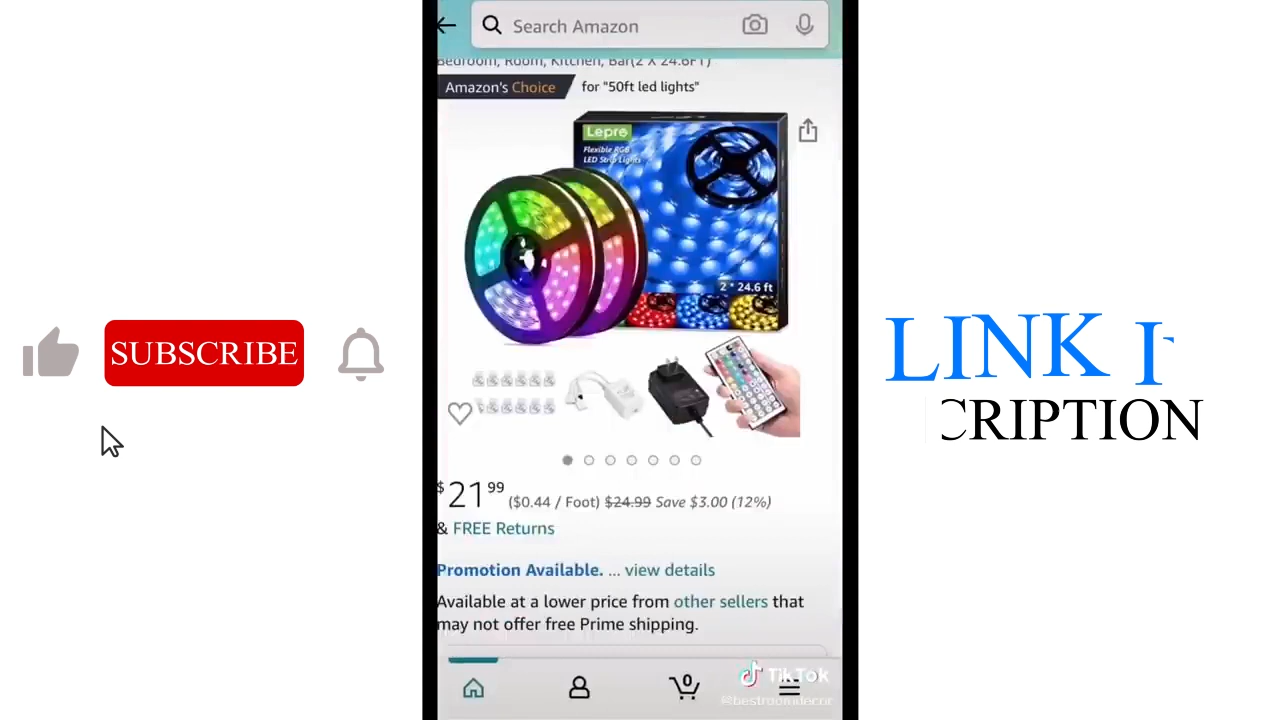 Search Amazon
Bedroom, Room, Kitchen, Bar(2 X 24.6FT)
Amazon's Choice for "50ft led lights"
Lepro
Flexible RGB
LED Strip Lights
2 * 24.6 ft
$21.99 ($0.44 / Foot) $24.99 Save $3.00 (12%)
& FREE Returns
Promotion Available. ... view details
Available at a lower price from other sellers that
may not offer free Prime shipping.
0
TikTok
@bestroomdecor
SUBSCRIBE
LINK I
CRIPTION